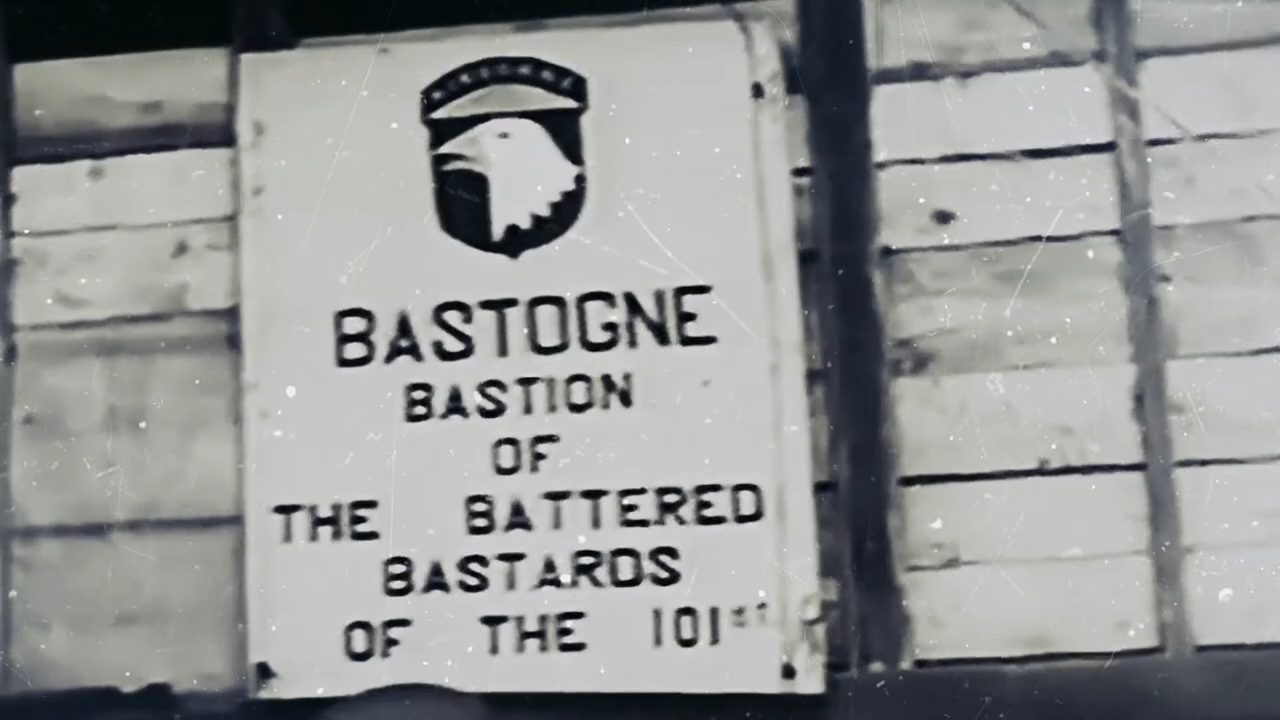 BASTOGNE
BASTION
OF
THE BATTERED
BASTARDS
OF THE 101ST